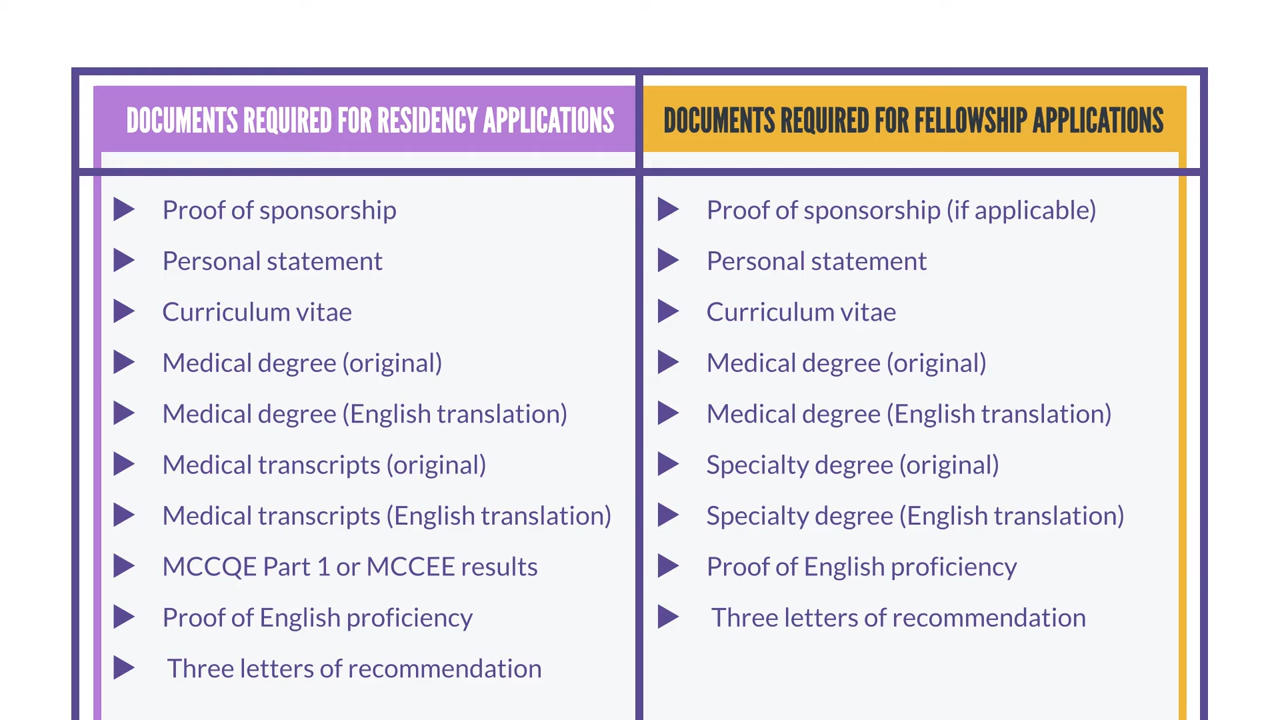 DOCUMENTS REQUIRED FOR RESIDENCY APPLICATIONS
Proof of sponsorship
Personal statement
Curriculum vitae
Medical degree (original)
Medical degree (English translation)
Medical transcripts (original)
Medical transcripts (English translation)
MCCQE Part 1 or MCCEE results
Proof of English proficiency
Three letters of recommendation
DOCUMENTS REQUIRED FOR FELLOWSHIP APPLICATIONS
Proof of sponsorship (if applicable)
Personal statement
Curriculum vitae
Medical degree (original)
Medical degree (English translation)
Specialty degree (original)
Specialty degree (English translation)
Proof of English proficiency
Three letters of recommendation